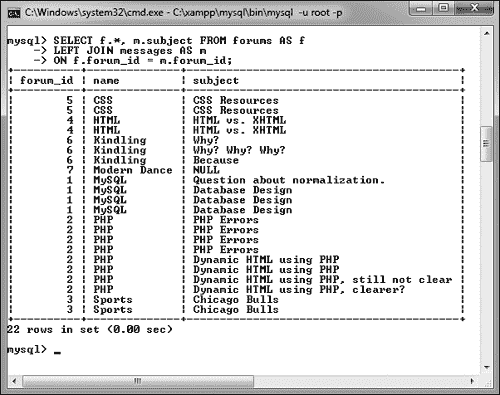 C:\Windows\system32\cmd.exe - C:\xampp\mysql\bin\mysql -u root -p
mysql> SELECT f.*, m.subject FROM forums AS f
-> LEFT JOIN messages AS m
-> ON f.forum_id = m.forum_id;
+----------+--------------+-----------------------------------------+
| forum_id | name | subject |
+----------+--------------+-----------------------------------------+
| 5 | CSS | CSS Resources |
| 5 | CSS | CSS Resources |
| 4 | HTML | HTML vs. XHTML |
| 4 | HTML | HTML vs. XHTML |
| 6 | Kindling | Why? |
| 6 | Kindling | Why? Why? Why? |
| 6 | Kindling | Because |
| 7 | Modern Dance | NULL |
| 1 | MySQL | Question about normalization. |
| 1 | MySQL | Database Design |
| 1 | MySQL | Database Design |
| 1 | MySQL | Database Design |
| 2 | PHP | PHP Errors |
| 2 | PHP | PHP Errors |
| 2 | PHP | PHP Errors |
| 2 | PHP | PHP Errors |
| 2 | PHP | Dynamic HTML using PHP |
| 2 | PHP | Dynamic HTML using PHP |
| 2 | PHP | Dynamic HTML using PHP, still not clear |
| 2 | PHP | Dynamic HTML using PHP, clearer? |
| 3 | Sports | Chicago Bulls |
| 3 | Sports | Chicago Bulls |
+----------+--------------+-----------------------------------------+
22 rows in set (0.00 sec)
mysql> _